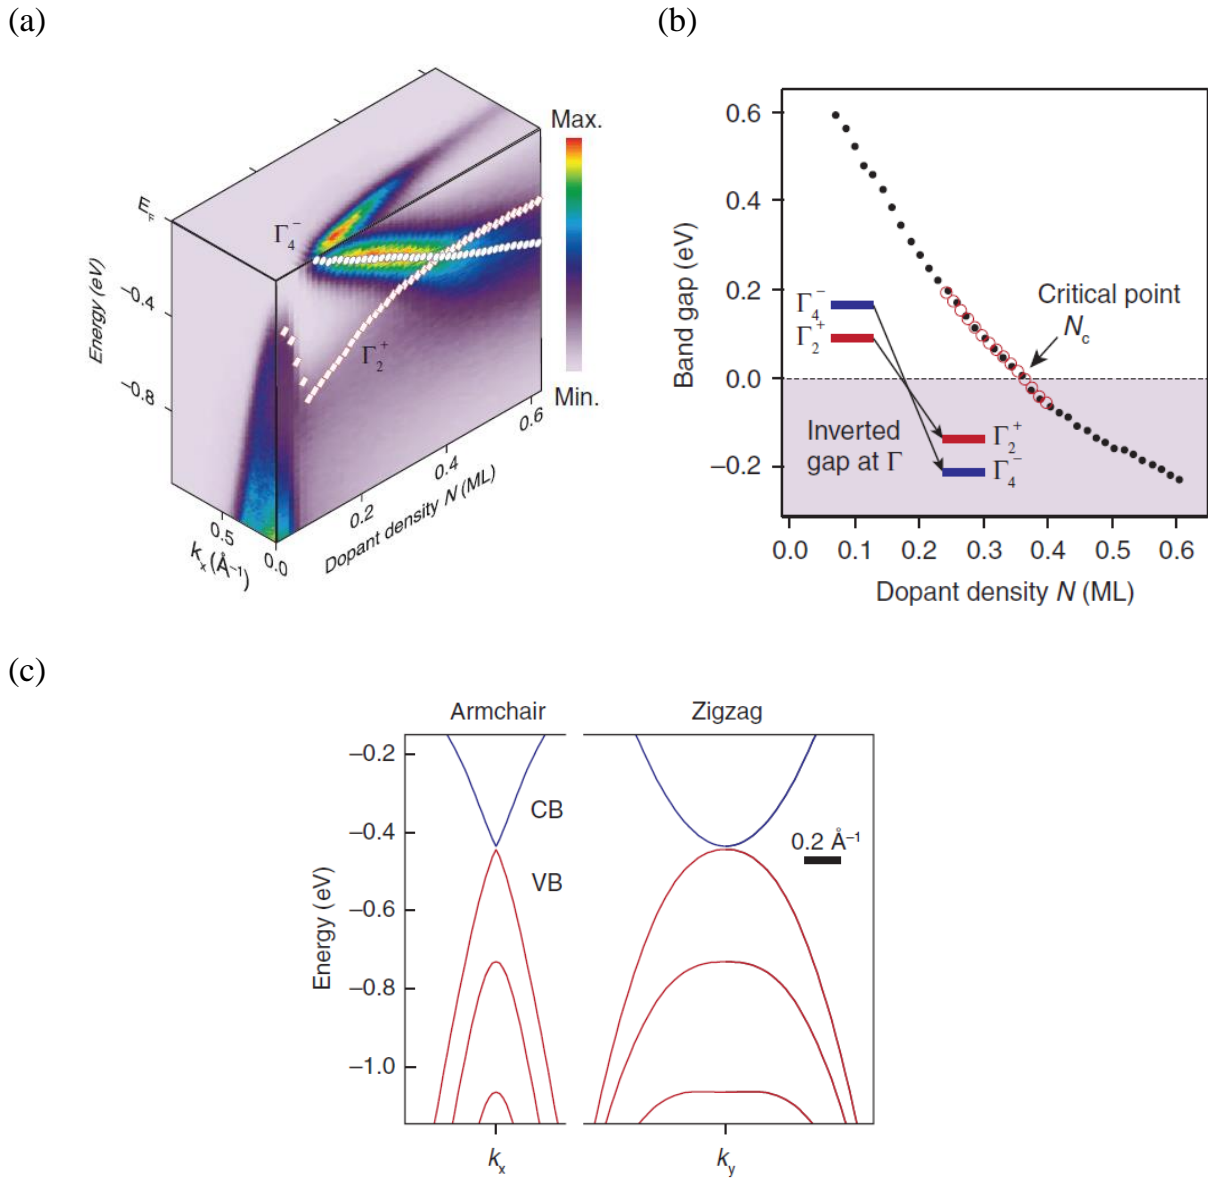 (a)
Max.
Min.
E_F
−0.4
−0.8
Energy (eV)
Γ₄⁻
Γ₂⁺
0.5
0.0
k_x (Å⁻¹)
0.2
0.4
0.6
Dopant density N (ML)
(b)
0.6
0.4
0.2
0.0
−0.2
Band gap (eV)
Critical point
N_c
Γ₄⁻
Γ₂⁺
Γ₂⁺
Γ₄⁻
Inverted
gap at Γ
0.0 0.1 0.2 0.3 0.4 0.5 0.6
Dopant density N (ML)
(c)
Armchair Zigzag
−0.2
−0.4
−0.6
−0.8
−1.0
Energy (eV)
CB
VB
0.2 Å⁻¹
k_x k_y